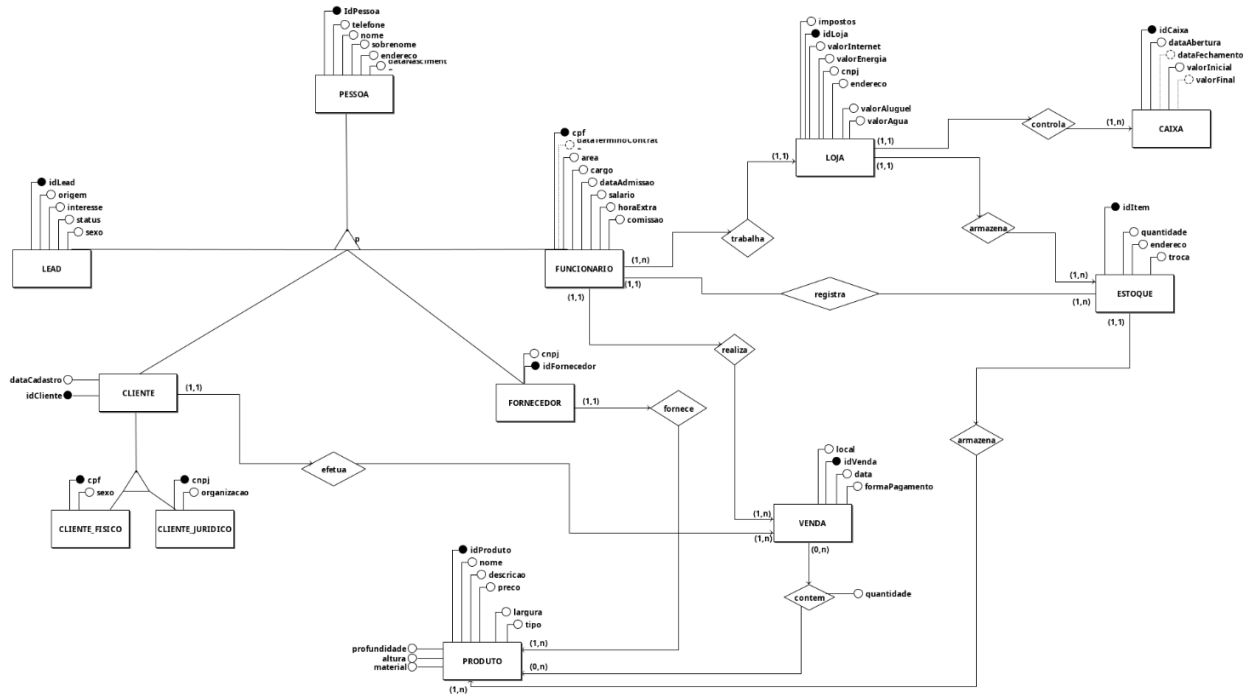 IdPessoa
telefone
nome
sobrenome
endereco
PESSOA
impostos
idLoja
valorInternet
valorEnergia
cnpj
endereco
valorAluguel
valorAgua
(1,1)
LOJA
(1,1)
(1,1)
controla
(1,n)
idCaixa
dataAbertura
dataFechamento
valorInicial
valorFinal
CAIXA
cpf
area
cargo
dataAdmissao
salario
horaExtra
comissao
FUNCIONARIO
(1,n)
(1,1)
(1,1)
trabalha
armazena
(1,n)
idItem
quantidade
endereco
troca
ESTOQUE
(1,n)
(1,1)
registra
idLead
origem
interesse
status
sexo
LEAD
p
realiza
cnpj
idFornecedor
FORNECEDOR
(1,1)
fornece
dataCadastro
idCliente
CLIENTE
(1,1)
efetua
armazena
cpf
sexo
CLIENTE_FISICO
cnpj
organizacao
CLIENTE_JURIDICO
local
idVenda
data
formaPagamento
(1,n)
VENDA
(1,n)
(0,n)
contem
quantidade
idProduto
nome
descricao
preco
largura
tipo
profundidade
altura
material
PRODUTO
(1,n)
(0,n)
(1,n)